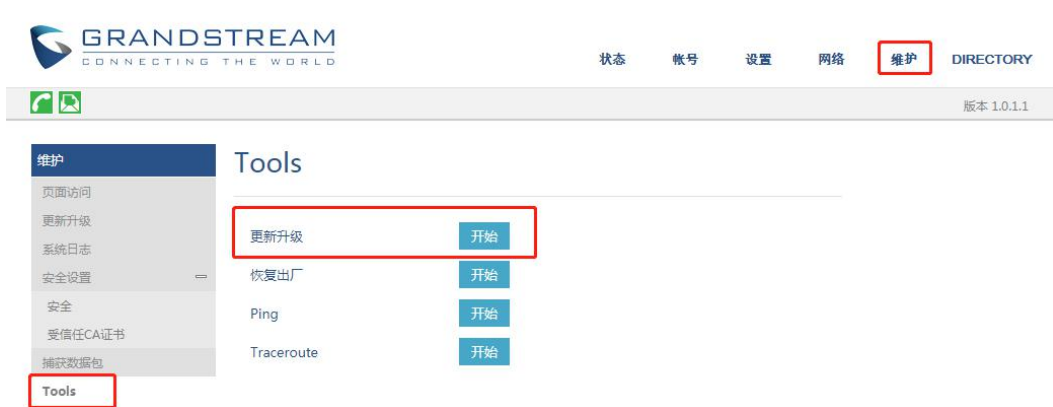 GRANDSTREAM
CONNECTING THE WORLD
状态 帐号 设置 网络 维护 DIRECTORY
版本 1.0.1.1
维护
页面访问
更新升级
系统日志
安全设置
安全
受信任CA证书
捕获数据包
Tools
Tools
更新升级 开始
恢复出厂 开始
Ping 开始
Traceroute 开始